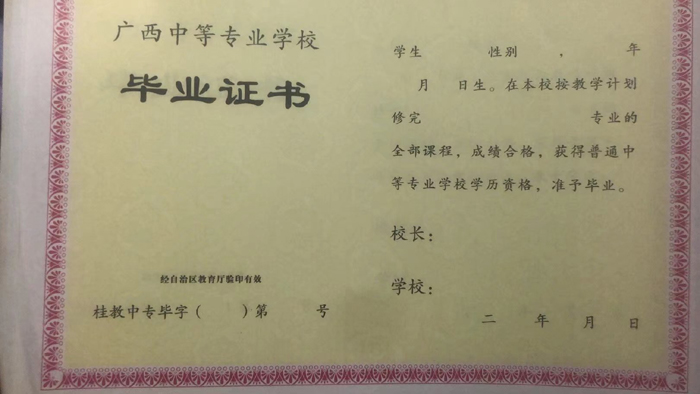 广西中等专业学校
毕业证书
经自治区教育厅验印有效
桂教中专毕字（　　）第　　号
学生　　性别　，　年
月　日生。在本校按教学计划
修完　　　　　　　专业的
全部课程，成绩合格，获得普通中
等专业学校学历资格，准予毕业。
校长：
学校：
二　　年　月　日